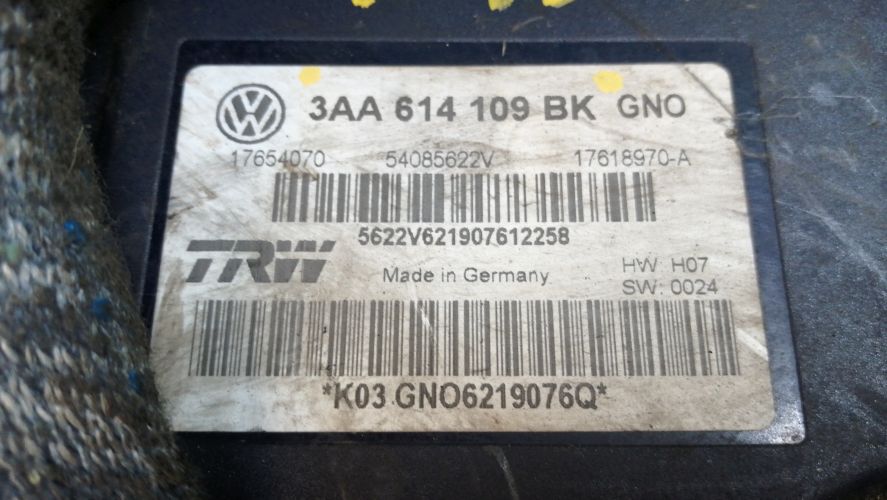 3AA 614 109 BK GNO
17654070 54085622V 17618970-A
5622V621907612258
TRW Made in Germany HW H07
SW: 0024
*K03 GNO6219076Q*